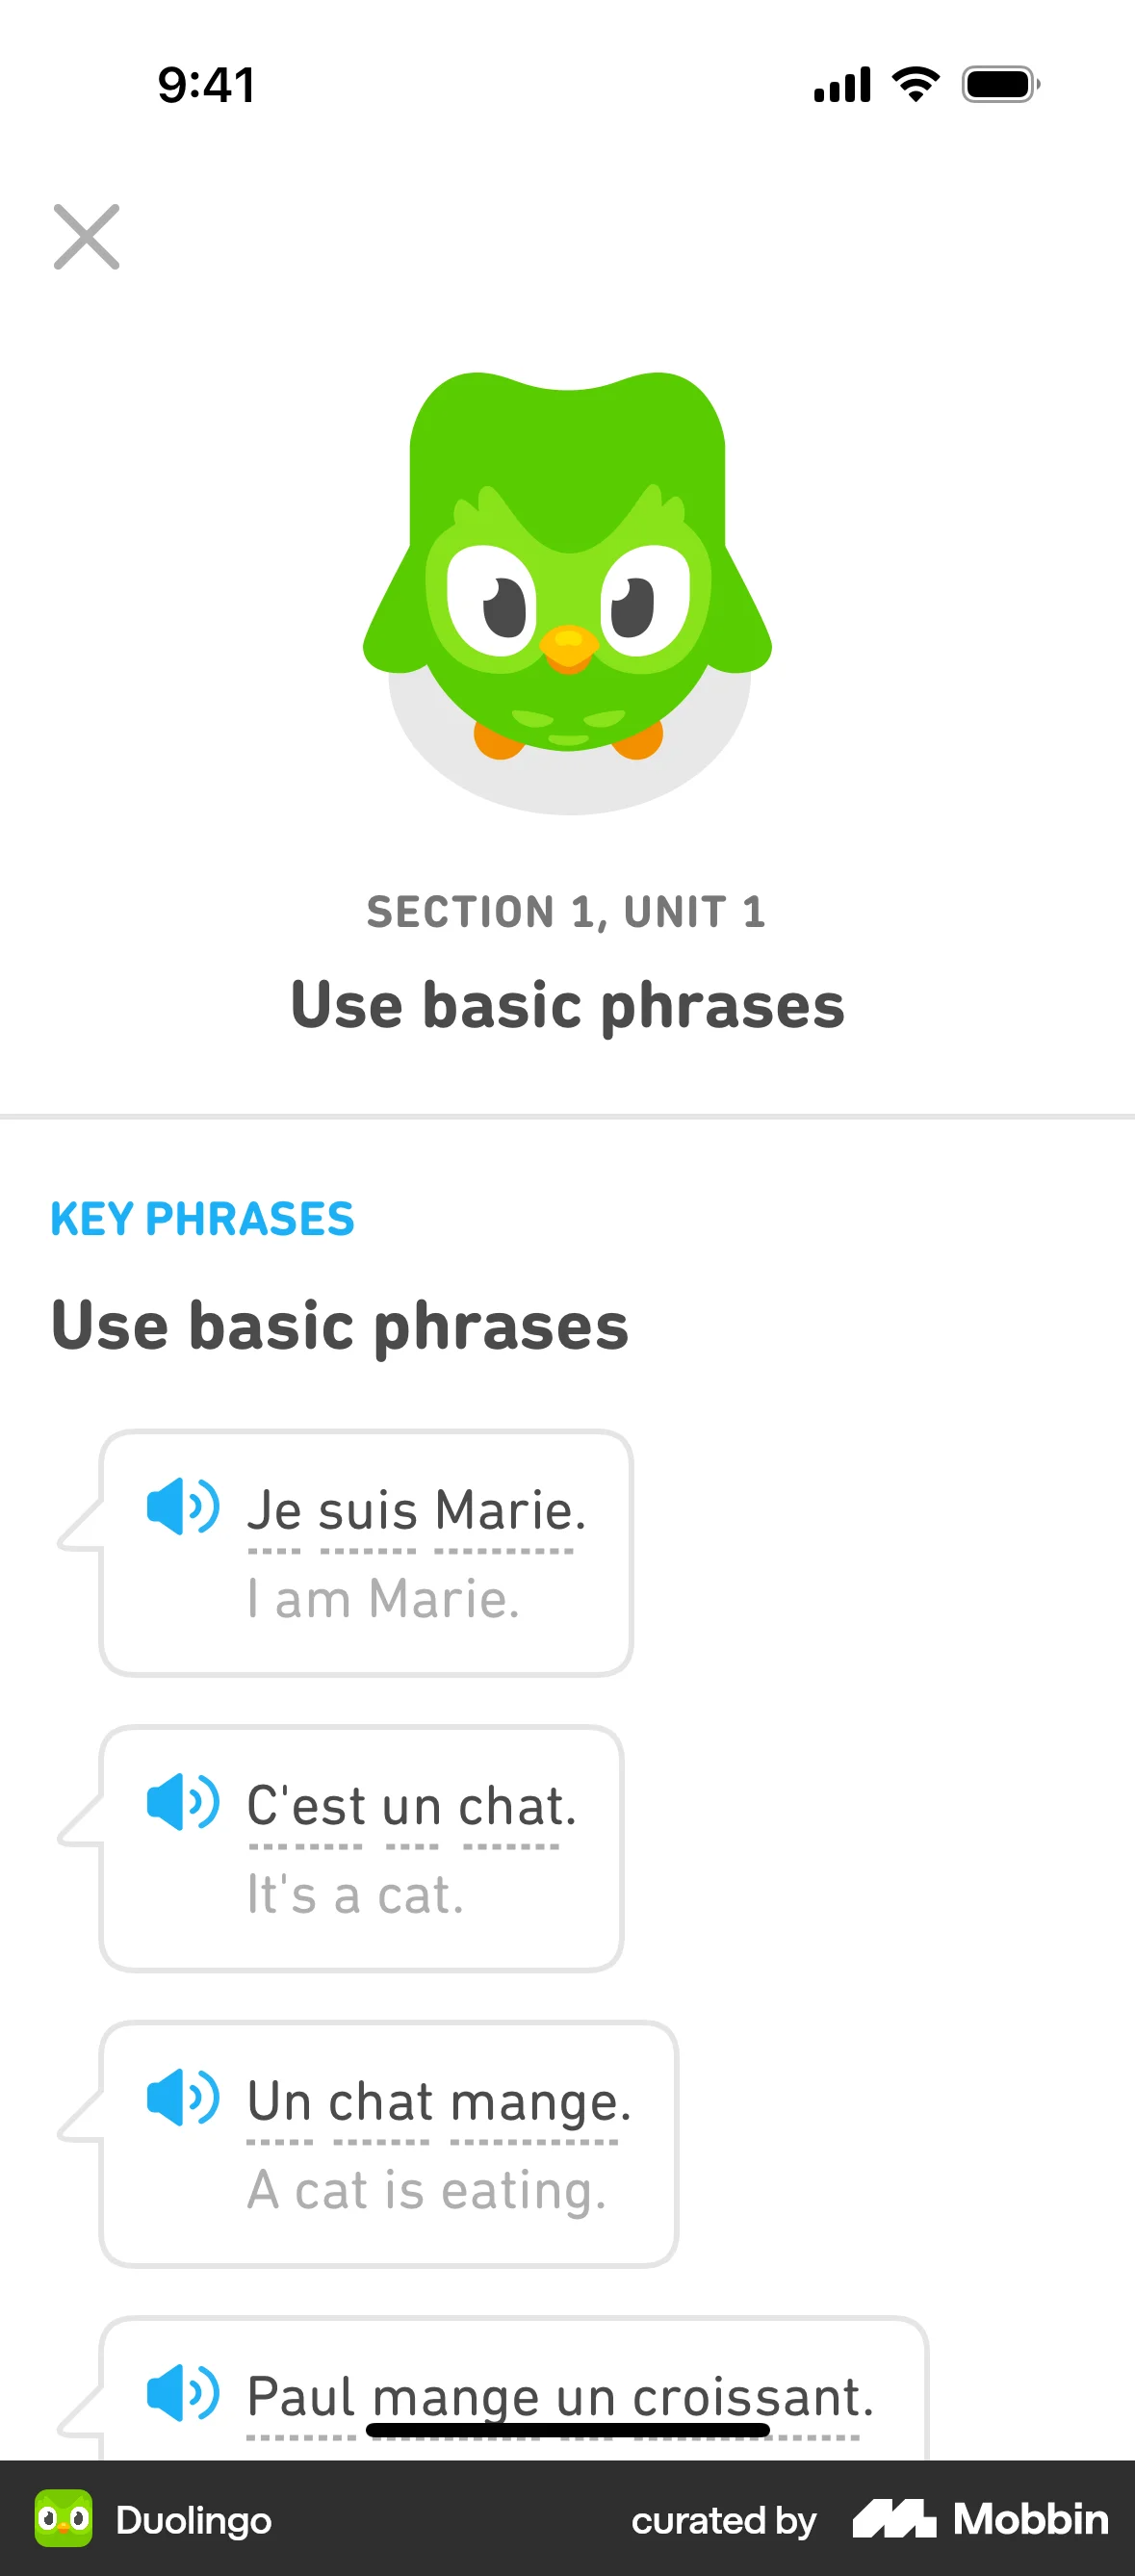 9:41
SECTION 1, UNIT 1
Use basic phrases
KEY PHRASES
Use basic phrases
Je suis Marie.
I am Marie.
C'est un chat.
It's a cat.
Un chat mange.
A cat is eating.
Paul mange un croissant.
Duolingo
curated by Mobbin